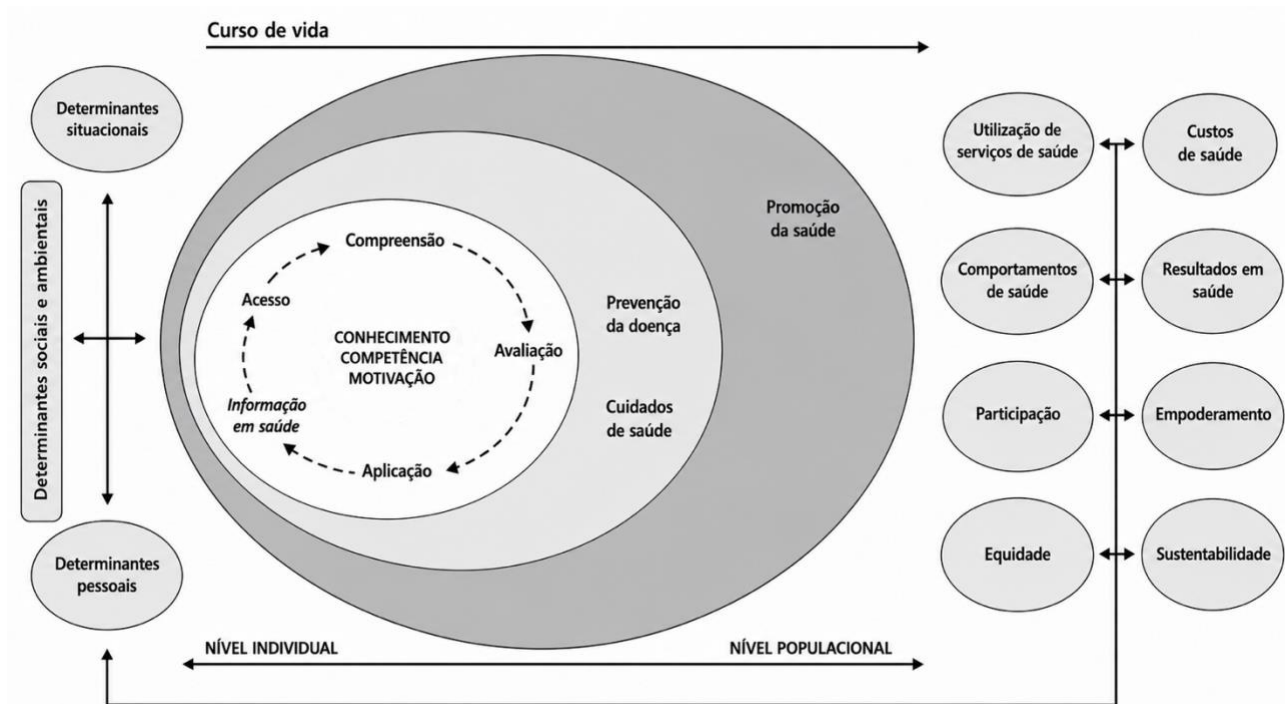 Curso de vida
Determinantes
situacionais
Determinantes sociais e ambientais
Determinantes
pessoais
Compreensão
Acesso
CONHECIMENTO
COMPETÊNCIA
MOTIVAÇÃO
Avaliação
Informação
em saúde
Aplicação
Prevenção
da doença
Cuidados
de saúde
Promoção
da saúde
NÍVEL INDIVIDUAL
NÍVEL POPULACIONAL
Utilização de
serviços de saúde
Custos
de saúde
Comportamentos
de saúde
Resultados em
saúde
Participação
Empoderamento
Equidade
Sustentabilidade